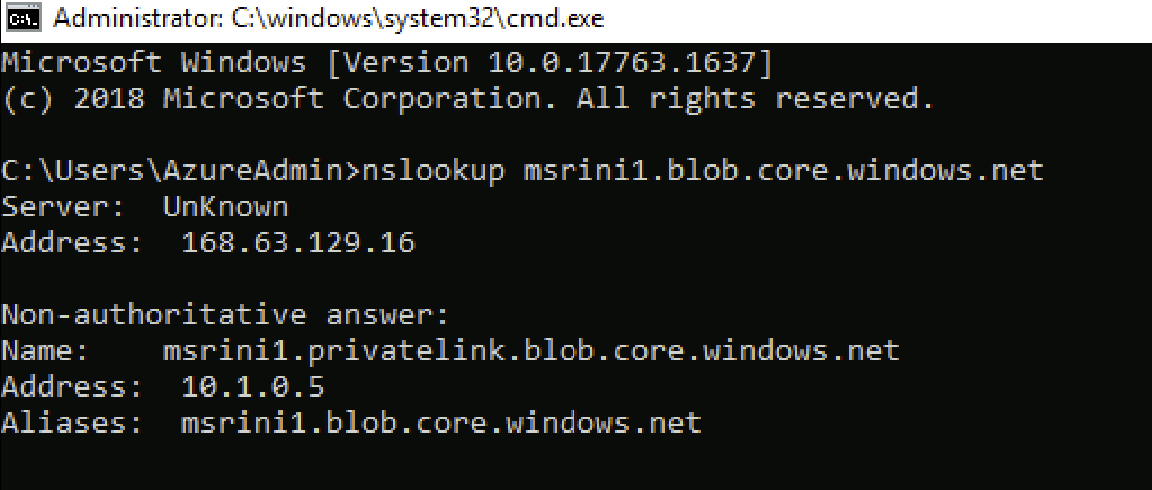 Administrator: C:\windows\system32\cmd.exe
Microsoft Windows [Version 10.0.17763.1637]
(c) 2018 Microsoft Corporation. All rights reserved.
C:\Users\AzureAdmin>nslookup msrini1.blob.core.windows.net
Server:  UnKnown
Address:  168.63.129.16
Non-authoritative answer:
Name:    msrini1.privatelink.blob.core.windows.net
Address:  10.1.0.5
Aliases:  msrini1.blob.core.windows.net